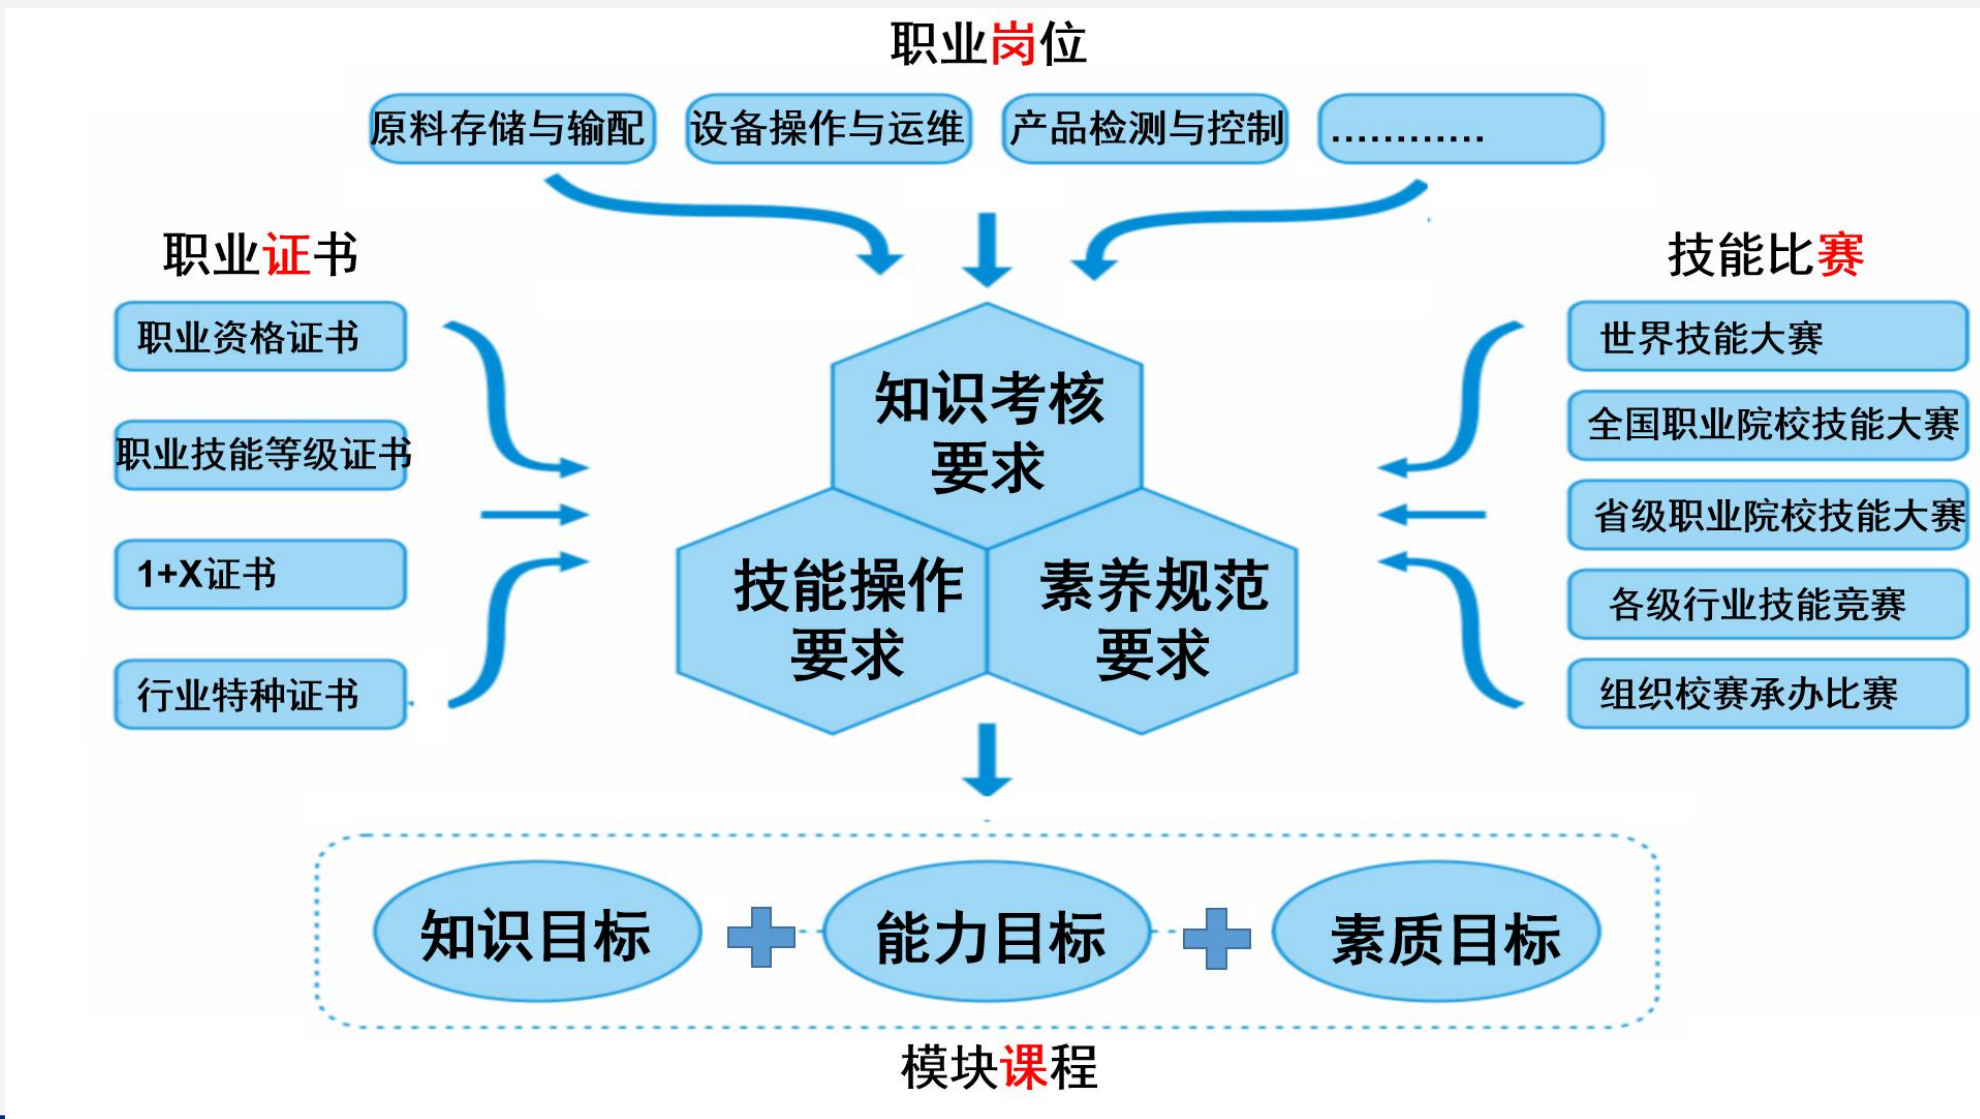 职业岗位
原料存储与输配
设备操作与运维
产品检测与控制
…………
职业证书
职业资格证书
职业技能等级证书
1+X证书
行业特种证书
技能比赛
世界技能大赛
全国职业院校技能大赛
省级职业院校技能大赛
各级行业技能竞赛
组织校赛承办比赛
知识考核
要求
技能操作
要求
素养规范
要求
知识目标
能力目标
素质目标
模块课程